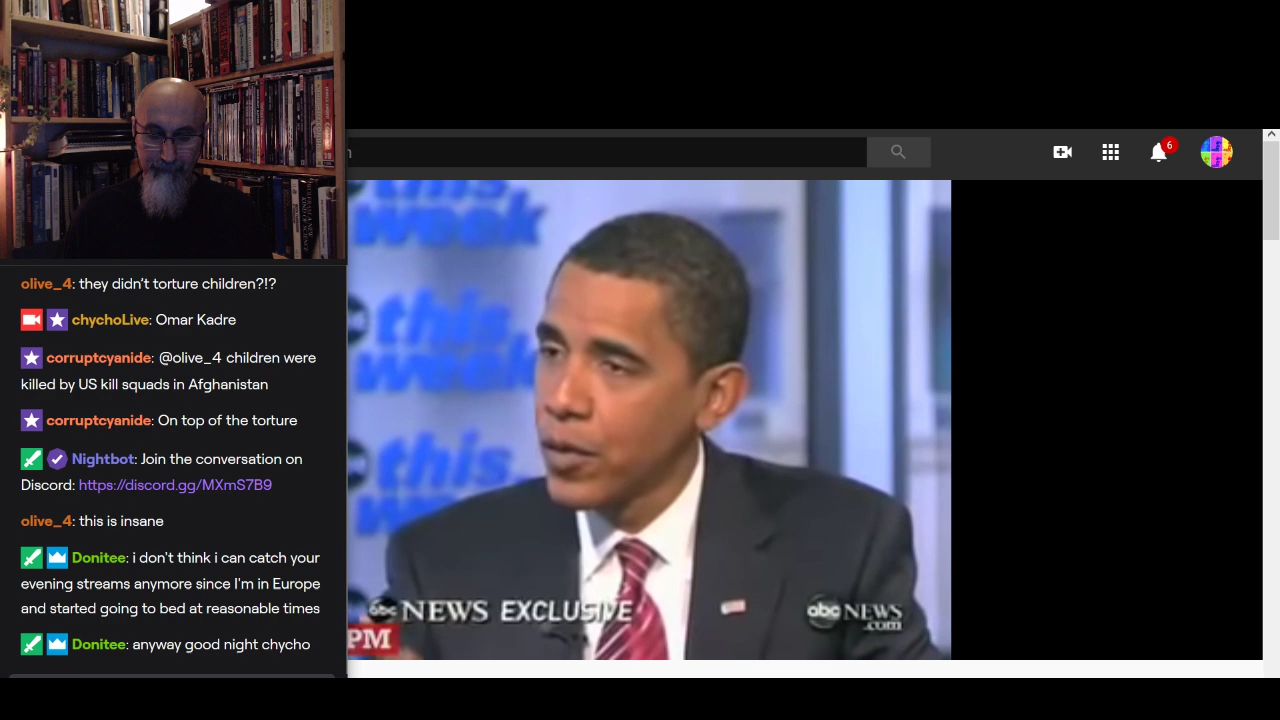 olive_4: they didn't torture children?!?
chychoLive: Omar Kadre
corruptcyanide: @olive_4 children were
killed by US kill squads in Afghanistan
corruptcyanide: On top of the torture
Nightbot: Join the conversation on
Discord: https://discord.gg/MXmS7B9
olive_4: this is insane
Donitee: i don't think i can catch your
evening streams anymore since I'm in Europe
and started going to bed at reasonable times
Donitee: anyway good night chycho
n
6
this
week
this
week
this
week
abc NEWS EXCLUSIVE
abc NEWS
.com
PM